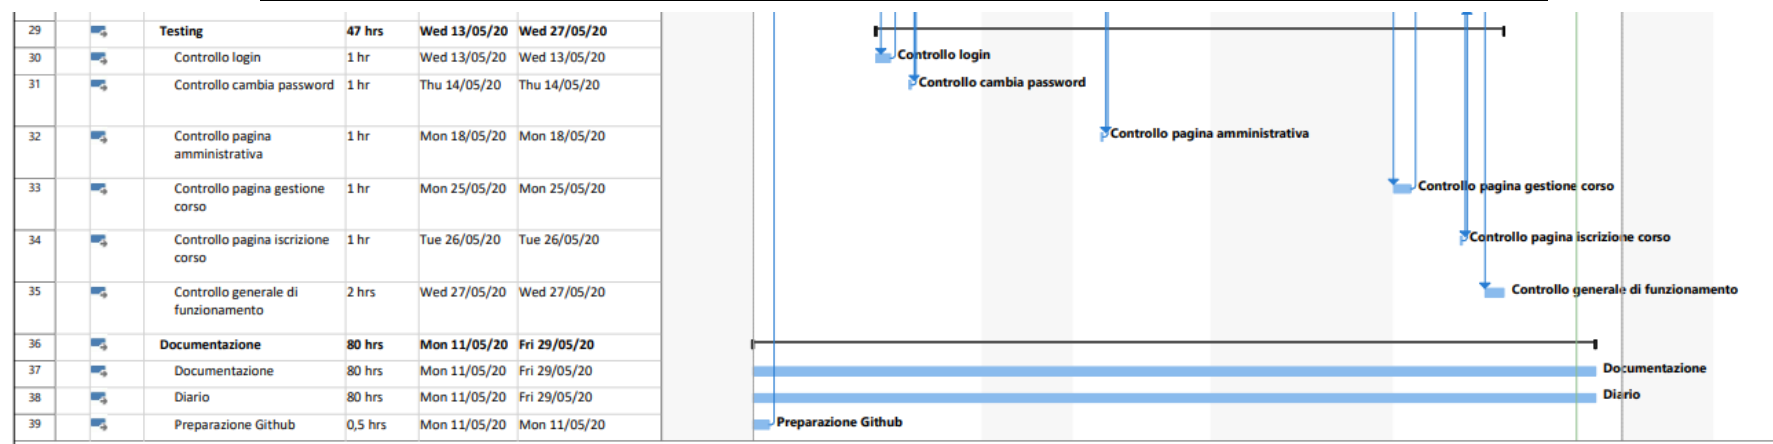 29 Testing 47 hrs Wed 13/05/20 Wed 27/05/20
30 Controllo login 1 hr Wed 13/05/20 Wed 13/05/20 Controllo login
31 Controllo cambia password 1 hr Thu 14/05/20 Thu 14/05/20 Controllo cambia password
32 Controllo pagina 1 hr Mon 18/05/20 Mon 18/05/20 Controllo pagina amministrativa
amministrativa
33 Controllo pagina gestione 1 hr Mon 25/05/20 Mon 25/05/20 Controllo pagina gestione corso
corso
34 Controllo pagina iscrizione 1 hr Tue 26/05/20 Tue 26/05/20 Controllo pagina iscrizione corso
corso
35 Controllo generale di 2 hrs Wed 27/05/20 Wed 27/05/20 Controllo generale di funzionamento
funzionamento
36 Documentazione 80 hrs Mon 11/05/20 Fri 29/05/20
37 Documentazione 80 hrs Mon 11/05/20 Fri 29/05/20 Documentazione
38 Diario 80 hrs Mon 11/05/20 Fri 29/05/20 Diario
39 Preparazione Github 0,5 hrs Mon 11/05/20 Mon 11/05/20 Preparazione Github